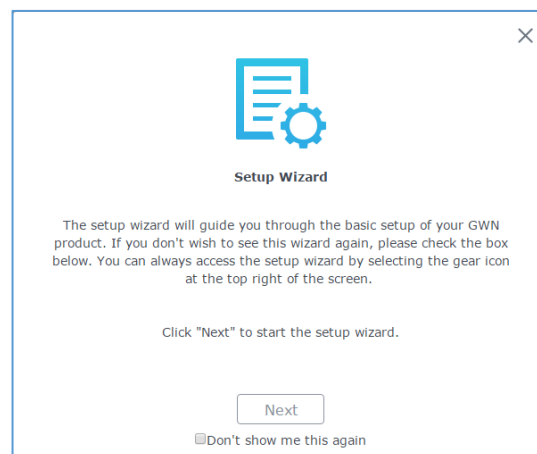 Setup Wizard
The setup wizard will guide you through the basic setup of your GWN
product. If you don't wish to see this wizard again, please check the box
below. You can always access the setup wizard by selecting the gear icon
at the top right of the screen.
Click "Next" to start the setup wizard.
Next
Don't show me this again